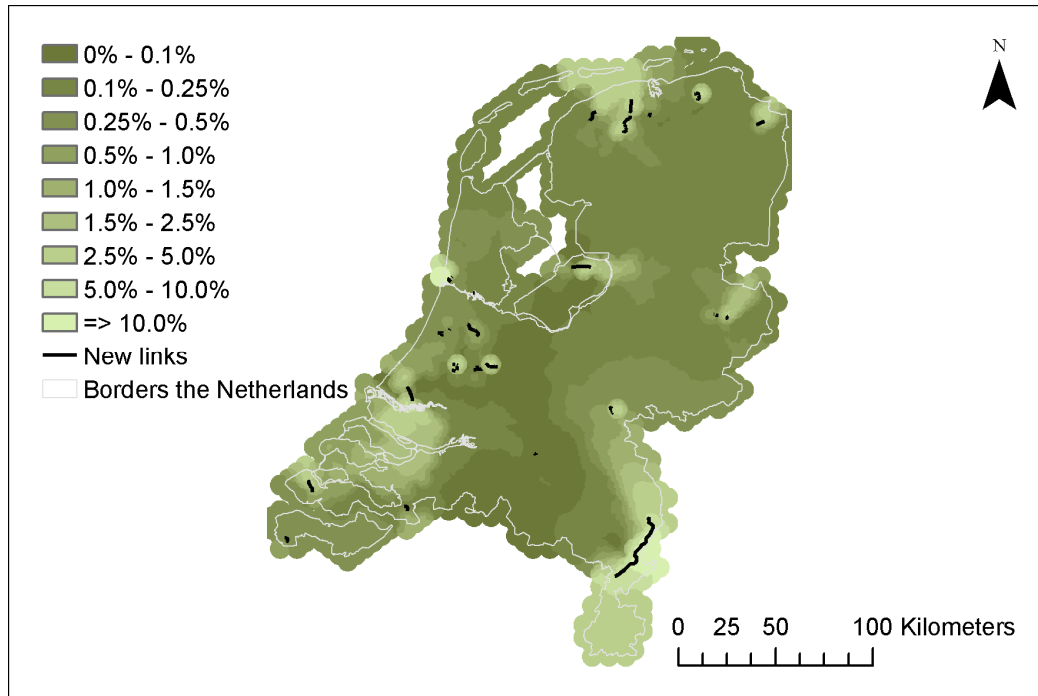 0% - 0.1%
0.1% - 0.25%
0.25% - 0.5%
0.5% - 1.0%
1.0% - 1.5%
1.5% - 2.5%
2.5% - 5.0%
5.0% - 10.0%
=> 10.0%
New links
Borders the Netherlands
N
0 25 50 100 Kilometers